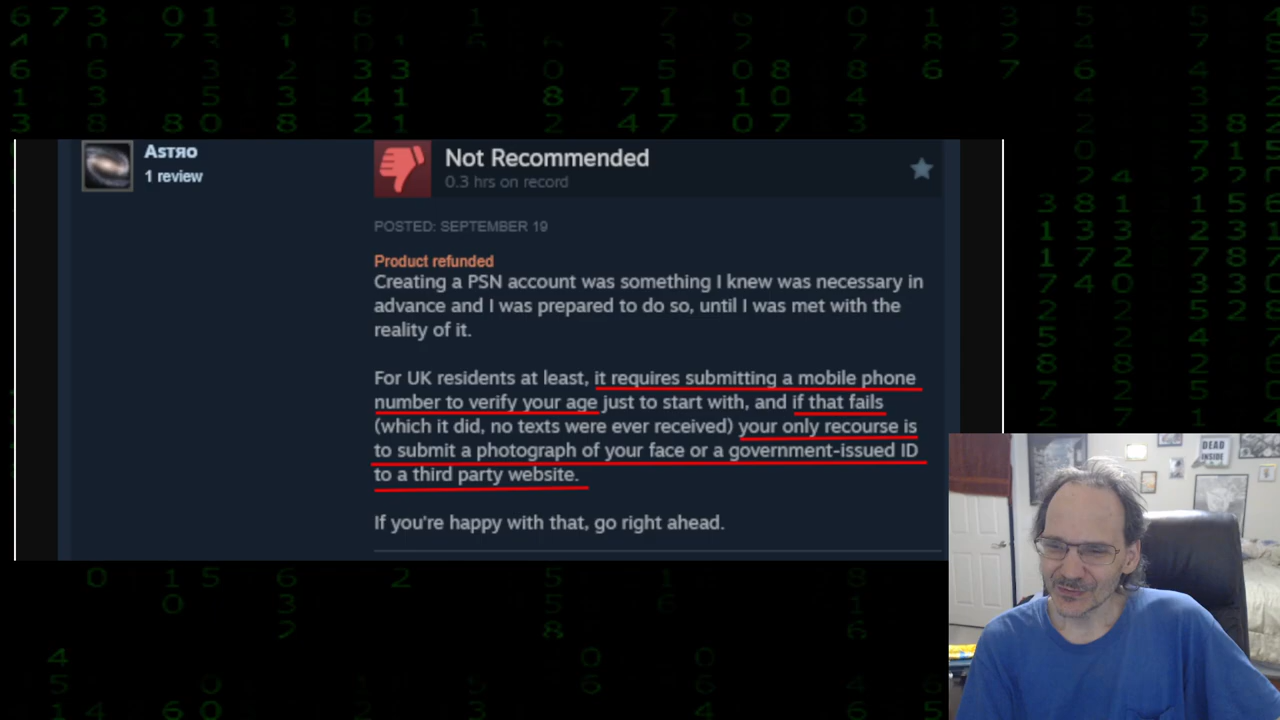 Astro
1 review
Not Recommended
0.3 hrs on record
POSTED: SEPTEMBER 19
Product refunded
Creating a PSN account was something I knew was necessary in
advance and I was prepared to do so, until I was met with the
reality of it.
For UK residents at least, it requires submitting a mobile phone
number to verify your age just to start with, and if that fails
(which it did, no texts were ever received) your only recourse is
to submit a photograph of your face or a government-issued ID
to a third party website.
If you're happy with that, go right ahead.
DEAD
INSIDE